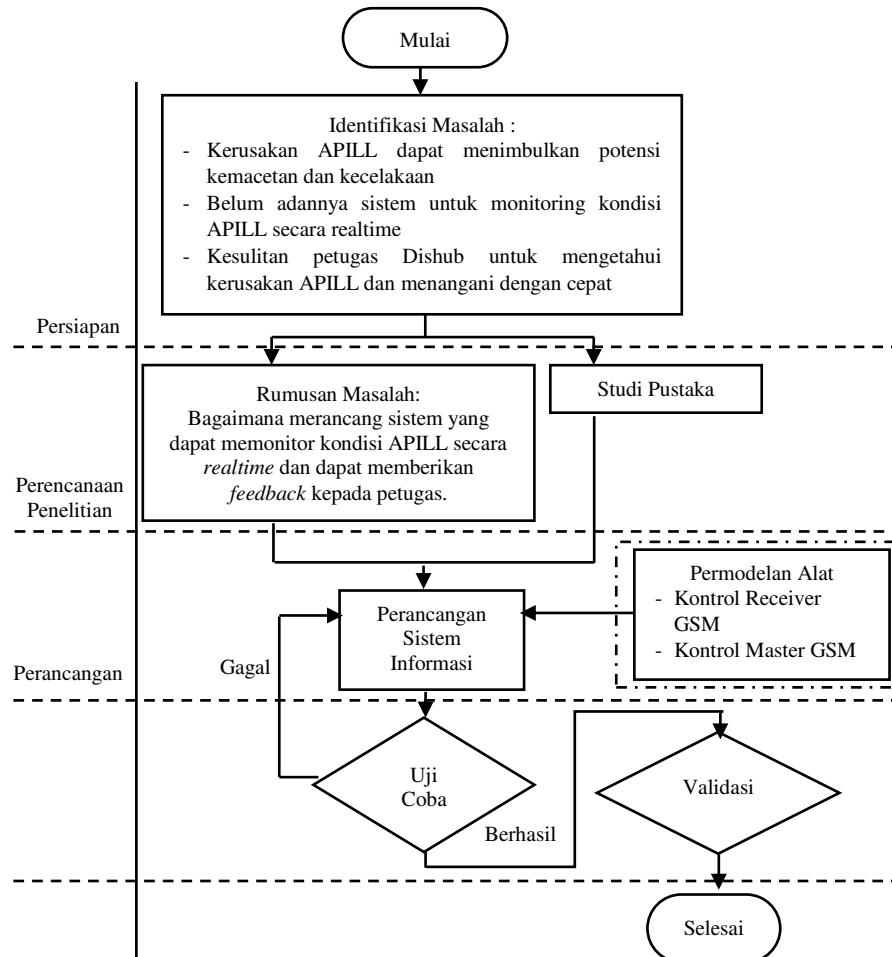 Mulai
Identifikasi Masalah :
- Kerusakan APILL dapat menimbulkan potensi
kemacetan dan kecelakaan
- Belum adannya sistem untuk monitoring kondisi
APILL secara realtime
- Kesulitan petugas Dishub untuk mengetahui
kerusakan APILL dan menangani dengan cepat
Persiapan
Rumusan Masalah:
Bagaimana merancang sistem yang
dapat memonitor kondisi APILL secara
realtime dan dapat memberikan
feedback kepada petugas.
Studi Pustaka
Perencanaan
Penelitian
Permodelan Alat
- Kontrol Receiver
GSM
- Kontrol Master GSM
Perancangan
Sistem
Informasi
Gagal
Perancangan
Uji
Coba
Berhasil
Validasi
Selesai